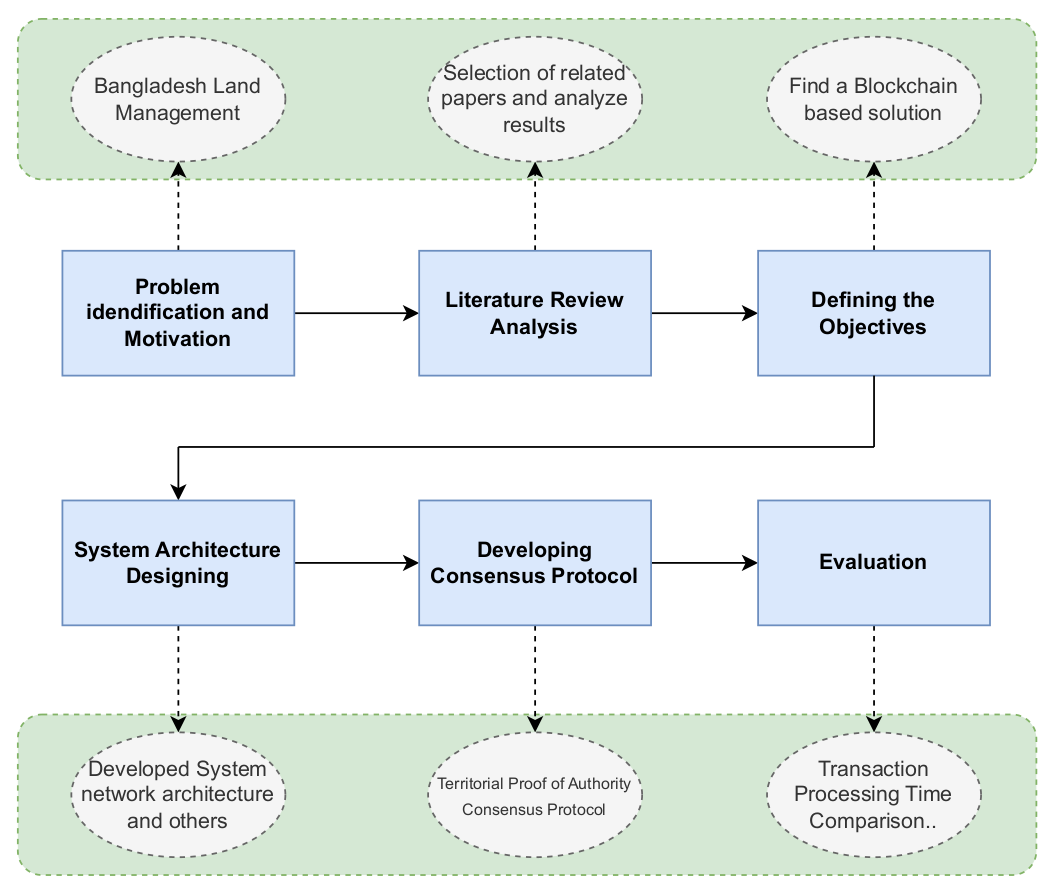 Bangladesh Land
Management
Selection of related
papers and analyze
results
Find a Blockchain
based solution
Problem
idendification and
Motivation
Literature Review
Analysis
Defining the
Objectives
System Architecture
Designing
Developing
Consensus Protocol
Evaluation
Developed System
network architecture
and others
Territorial Proof of Authority
Consensus Protocol
Transaction
Processing Time
Comparison..